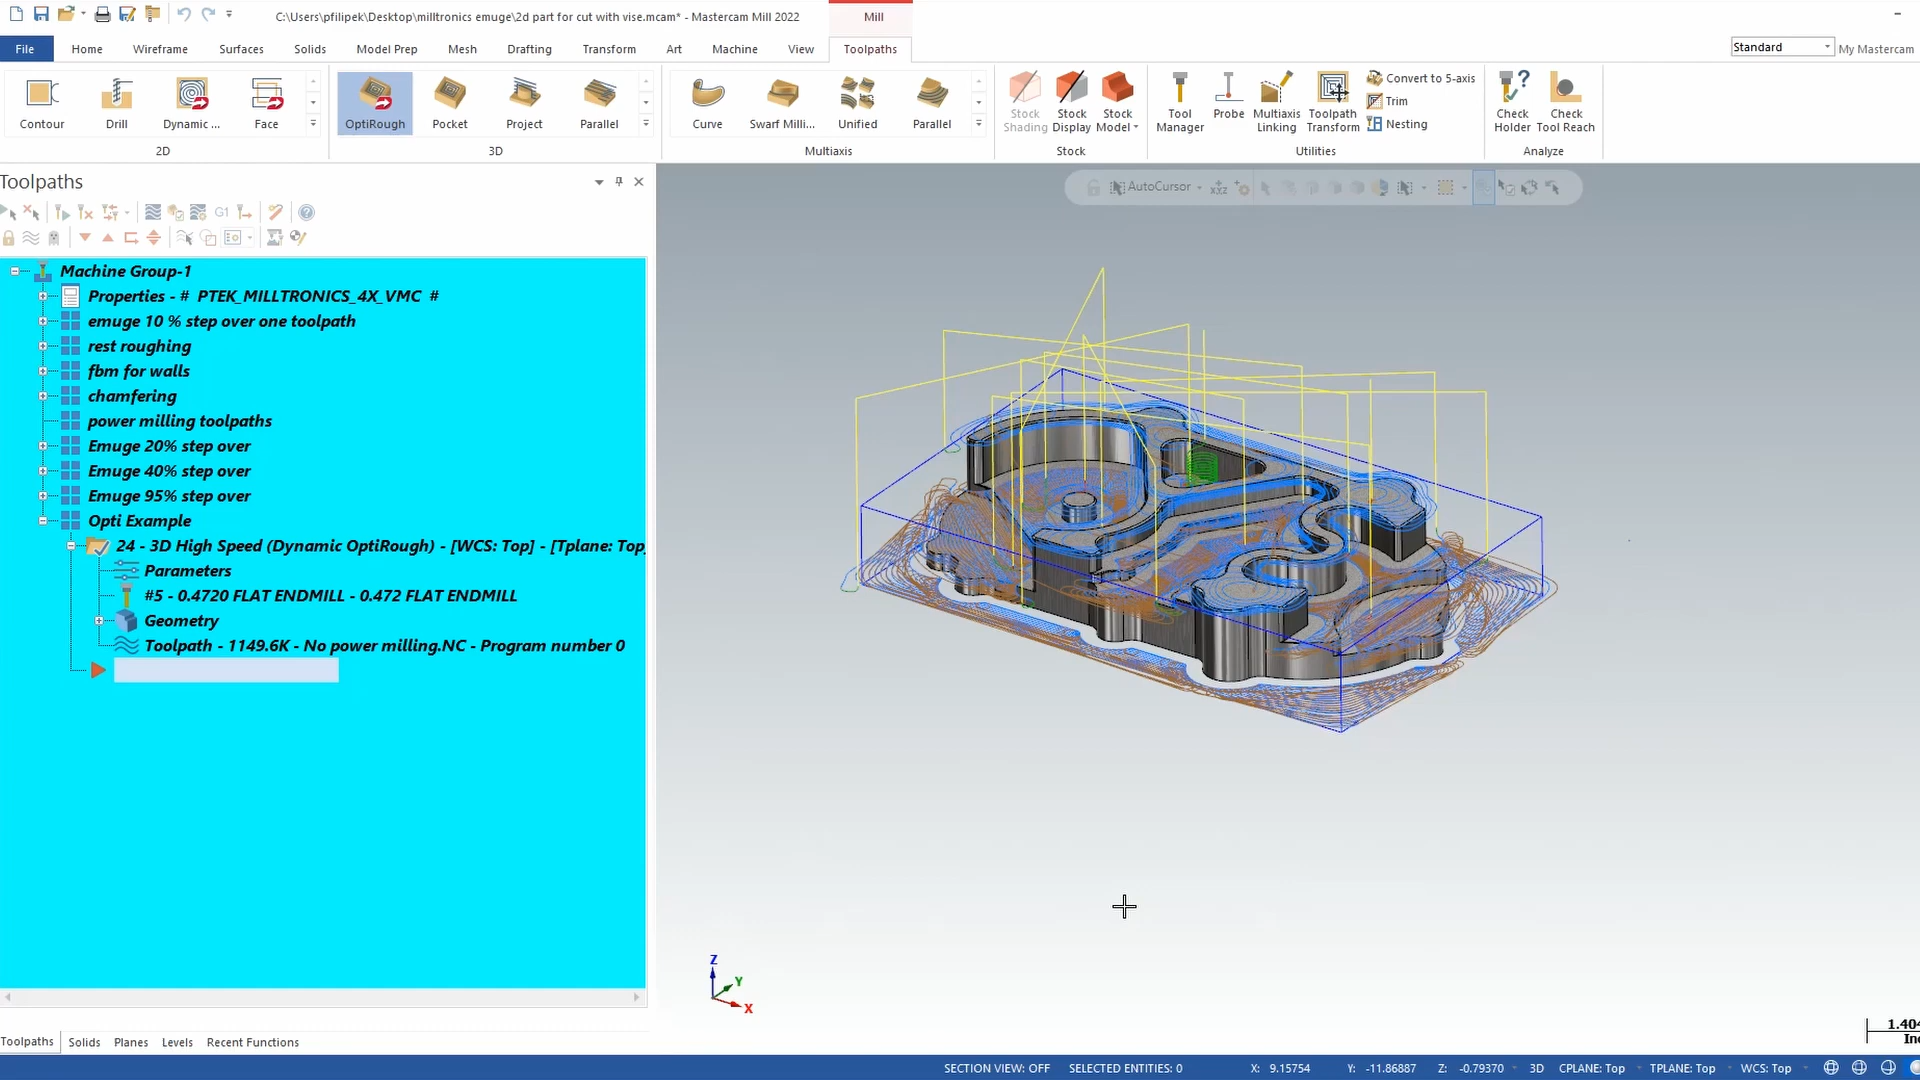 C:\Users\pfilipek\Desktop\milltronics emuge\2d part for cut with vise.mcam* - Mastercam Mill 2022
Mill
File
Home
Wireframe
Surfaces
Solids
Model Prep
Mesh
Drafting
Transform
Art
Machine
View
Toolpaths
Standard
My Mastercam
Contour
Drill
Dynamic ...
Face
OptiRough
Pocket
Project
Parallel
Curve
Swarf Milli...
Unified
Parallel
Stock Shading
Stock Display
Stock Model
Tool Manager
Probe
Multiaxis Linking
Toolpath Transform
Convert to 5-axis
Trim
Nesting
Check Holder
Check Tool Reach
2D
3D
Multiaxis
Stock
Utilities
Analyze
Toolpaths
AutoCursor
G1
Machine Group-1
Properties - # PTEK_MILLTRONICS_4X_VMC #
emuge 10 % step over one toolpath
rest roughing
fbm for walls
chamfering
power milling toolpaths
Emuge 20% step over
Emuge 40% step over
Emuge 95% step over
Opti Example
24 - 3D High Speed (Dynamic OptiRough) - [WCS: Top] - [Tplane: Top
Parameters
#5 - 0.4720 FLAT ENDMILL - 0.472 FLAT ENDMILL
Geometry
Toolpath - 1149.6K - No power milling.NC - Program number 0
Z
Y
X
1.404
Inc
Toolpaths
Solids
Planes
Levels
Recent Functions
SECTION VIEW: OFF
SELECTED ENTITIES: 0
X: 9.15754
Y: -11.86887
Z: -0.79370
3D
CPLANE: Top
TPLANE: Top
WCS: Top